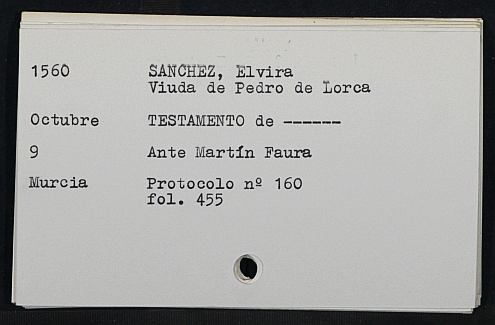 1560 SANCHEZ, Elvira
Viuda de Pedro de Lorca
Octubre TESTAMENTO de ------
9 Ante Martín Faura
Murcia Protocolo nº 160
fol. 455